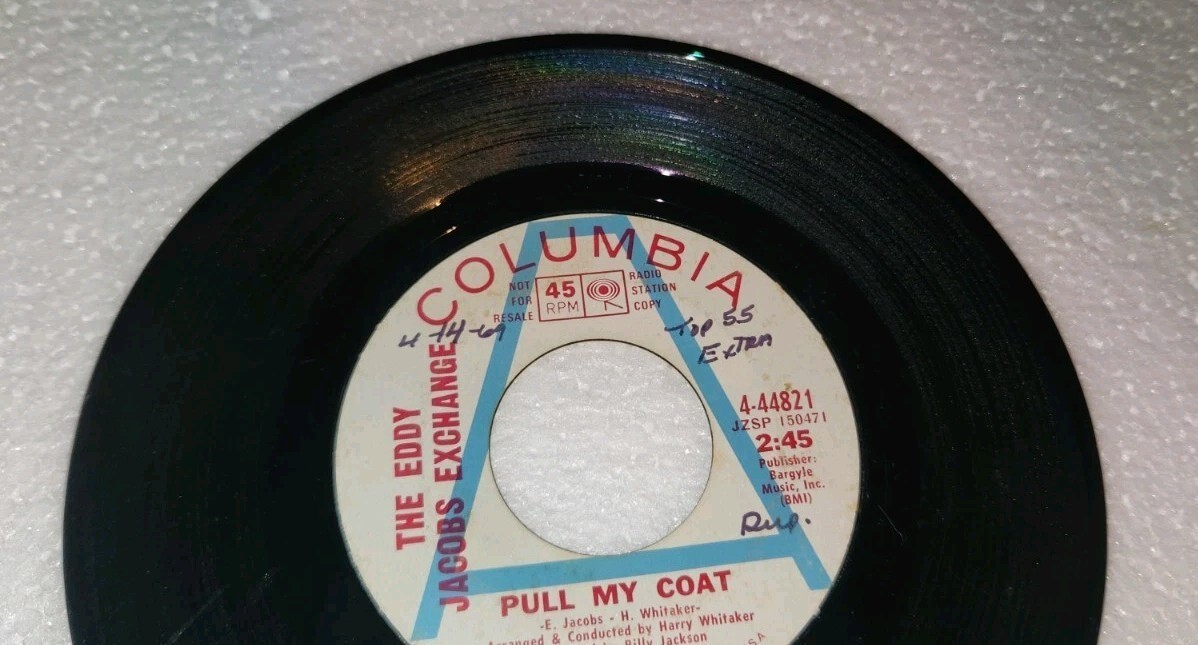 COLUMBIA
NOT
FOR
RESALE
45
RPM
RADIO
STATION
COPY
4-14-69
TOP 55
EXTRA
THE EDDY
JACOBS EXCHANGE
4-44821
JZSP 150471
2:45
Publisher:
Bargyle
Music, Inc.
(BMI)
Dup.
A
PULL MY COAT
-E. Jacobs - H. Whitaker-
Arranged & Conducted by Harry Whitaker
Billy Jackson